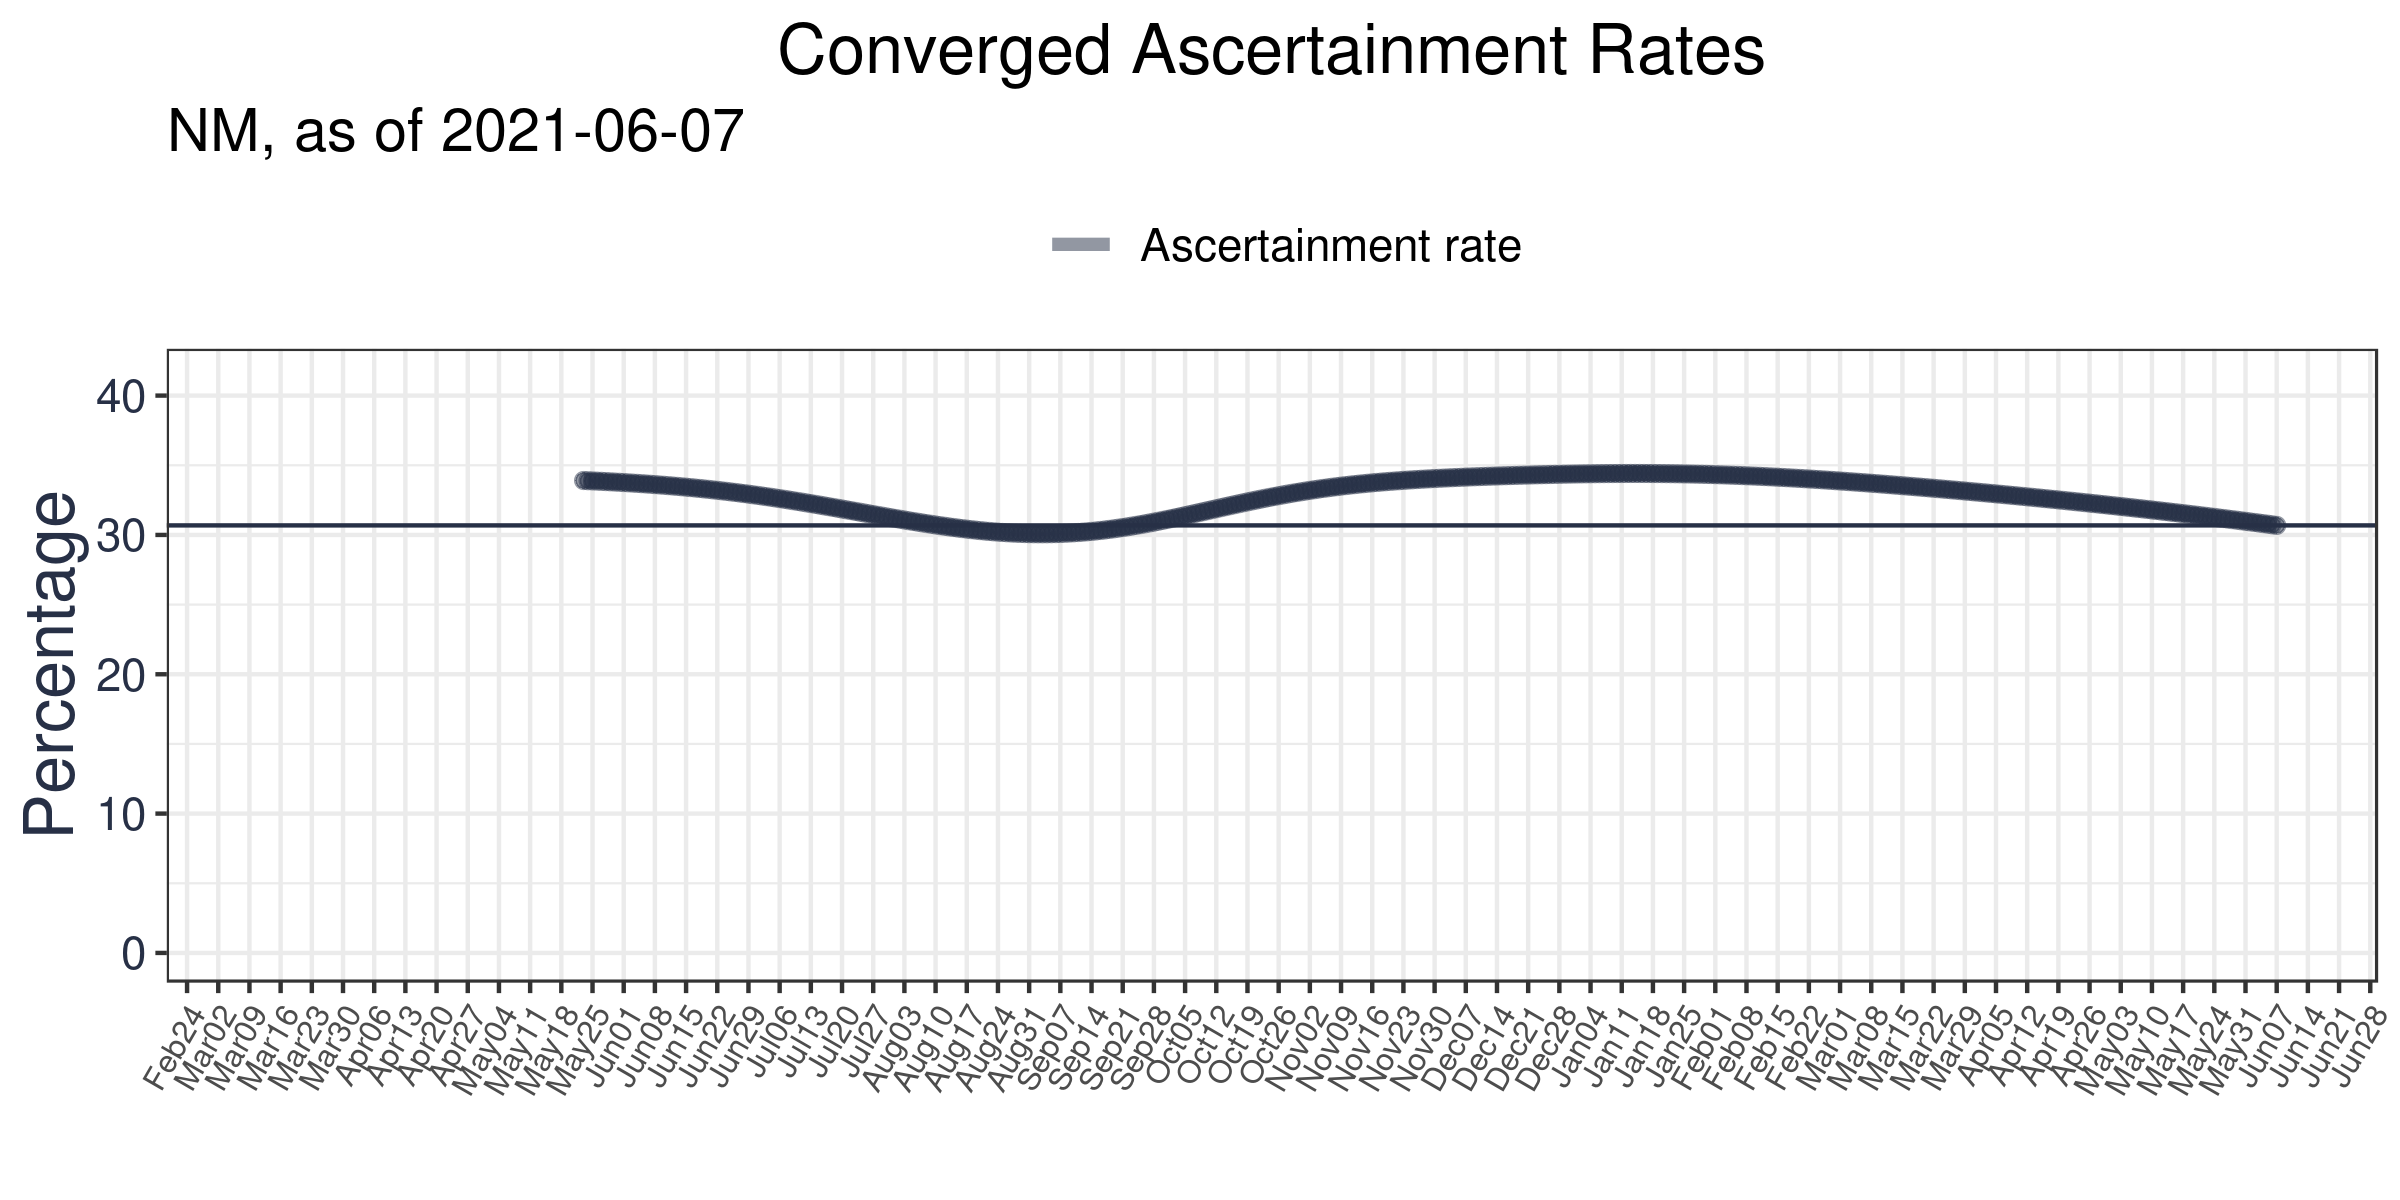 Converged Ascertainment Rates
NM, as of 2021-06-07
Ascertainment rate
Percentage
40
30
20
10
0
Feb24 Mar02 Mar09 Mar16 Mar23 Mar30 Apr06 Apr13 Apr20 Apr27 May04 May11 May18 May25 Jun01 Jun08 Jun15 Jun22 Jun29 Jul06 Jul13 Jul20 Jul27 Aug03 Aug10 Aug17 Aug24 Aug31 Sep07 Sep14 Sep21 Sep28 Oct05 Oct12 Oct19 Oct26 Nov02 Nov09 Nov16 Nov23 Nov30 Dec07 Dec14 Dec21 Dec28 Jan04 Jan11 Jan18 Jan25 Feb01 Feb08 Feb15 Feb22 Mar01 Mar08 Mar15 Mar22 Mar29 Apr05 Apr12 Apr19 Apr26 May03 May10 May17 May24 May31 Jun07 Jun14 Jun21 Jun28